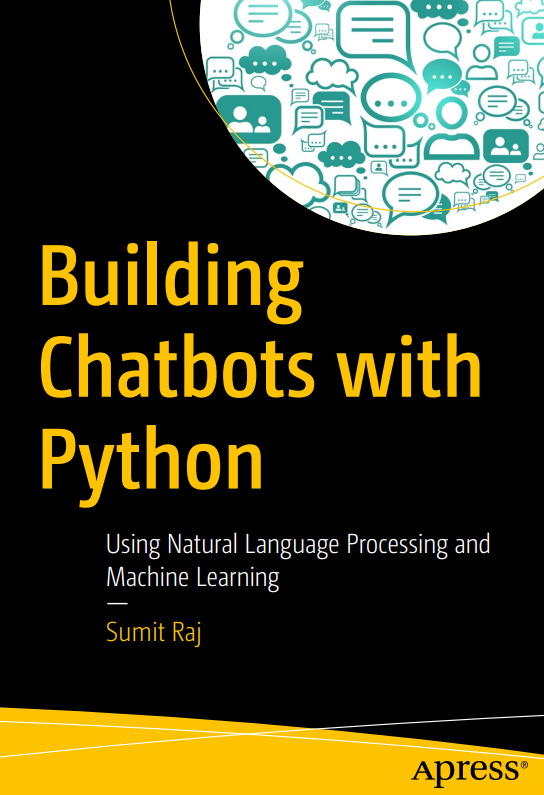 Building
Chatbots with
Python
Using Natural Language Processing and
Machine Learning
—
Sumit Raj
Apress®